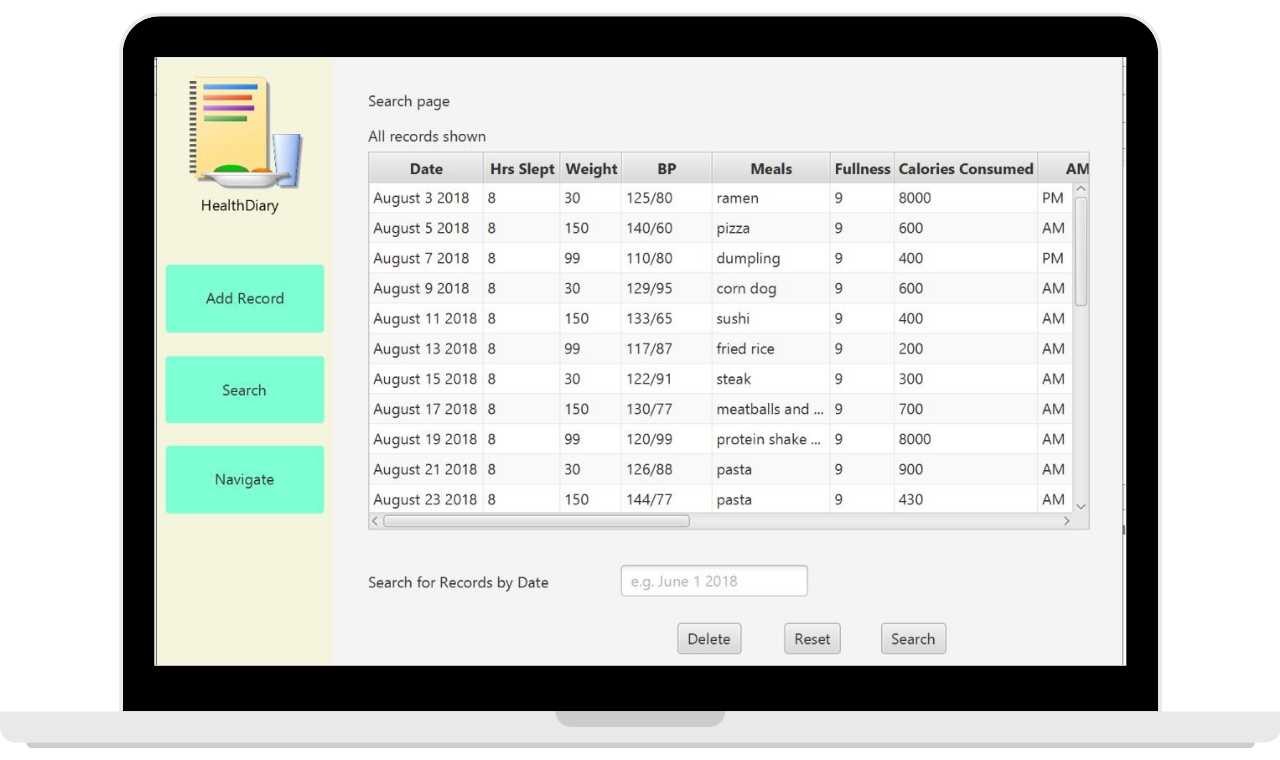 HealthDiary
Add Record
Search
Navigate
Search page
All records shown
Date Hrs Slept Weight BP Meals Fullness Calories Consumed AM
August 3 2018 8 30 125/80 ramen 9 8000 PM
August 5 2018 8 150 140/60 pizza 9 600 AM
August 7 2018 8 99 110/80 dumpling 9 400 PM
August 9 2018 8 30 129/95 corn dog 9 600 AM
August 11 2018 8 150 133/65 sushi 9 400 AM
August 13 2018 8 99 117/87 fried rice 9 200 AM
August 15 2018 8 30 122/91 steak 9 300 AM
August 17 2018 8 150 130/77 meatballs and ... 9 700 AM
August 19 2018 8 99 120/99 protein shake ... 9 8000 AM
August 21 2018 8 30 126/88 pasta 9 900 AM
August 23 2018 8 150 144/77 pasta 9 430 AM
Search for Records by Date e.g. June 1 2018
Delete Reset Search